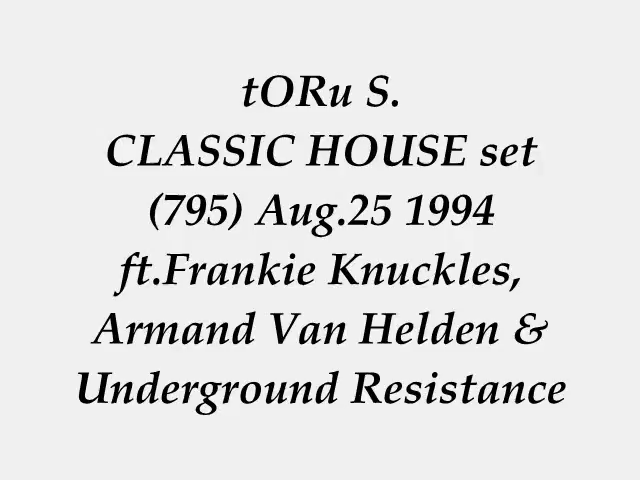 tORu S.
CLASSIC HOUSE set
(795) Aug.25 1994
ft.Frankie Knuckles,
Armand Van Helden &
Underground Resistance